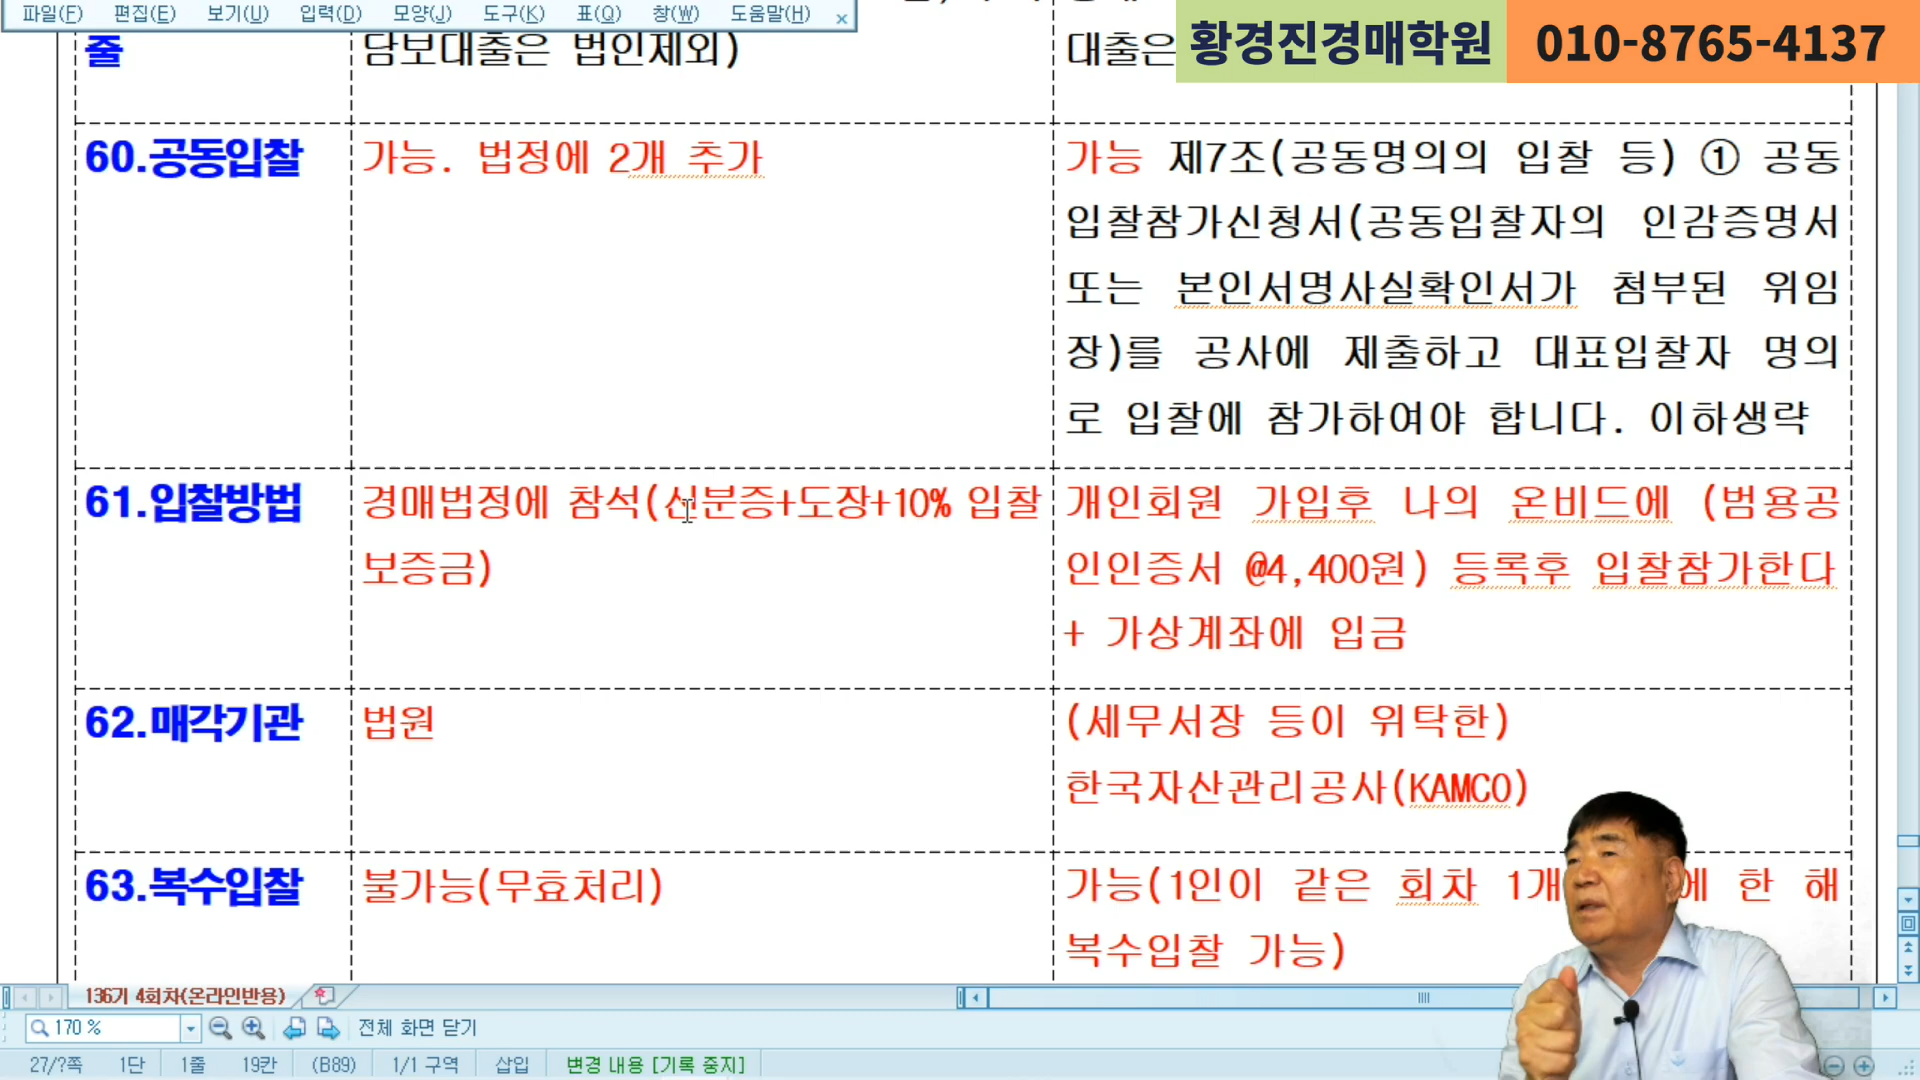 파일(F) 편집(E) 보기(U) 입력(D) 모양(J) 도구(K) 표(Q) 창(W) 도움말(H) x
황경진경매학원 010-8765-4137
줄 담보대출은 법인제외) 대출은
60.공동입찰 가능. 법정에 2개 추가 가능 제7조(공동명의의 입찰 등) ① 공동
입찰참가신청서(공동입찰자의 인감증명서
또는 본인서명사실확인서가 첨부된 위임
장)를 공사에 제출하고 대표입찰자 명의
로 입찰에 참가하여야 합니다. 이하생략
61.입찰방법 경매법정에 참석(신분증+도장+10% 입찰 개인회원 가입후 나의 온비드에 (범용공
보증금) 인인증서 @4,400원) 등록후 입찰참가한다
+ 가상계좌에 입금
62.매각기관 법원 (세무서장 등이 위탁한)
한국자산관리공사(KAMCO)
63.복수입찰 불가능(무효처리) 가능(1인이 같은 회차 1개 에 한 해
복수입찰 가능)
136기 4회차(온라인반용)
170 % 전체 화면 닫기
27/?쪽 1단 1줄 19칸 (B89) 1/1 구역 삽입 변경 내용 [기록 중지]